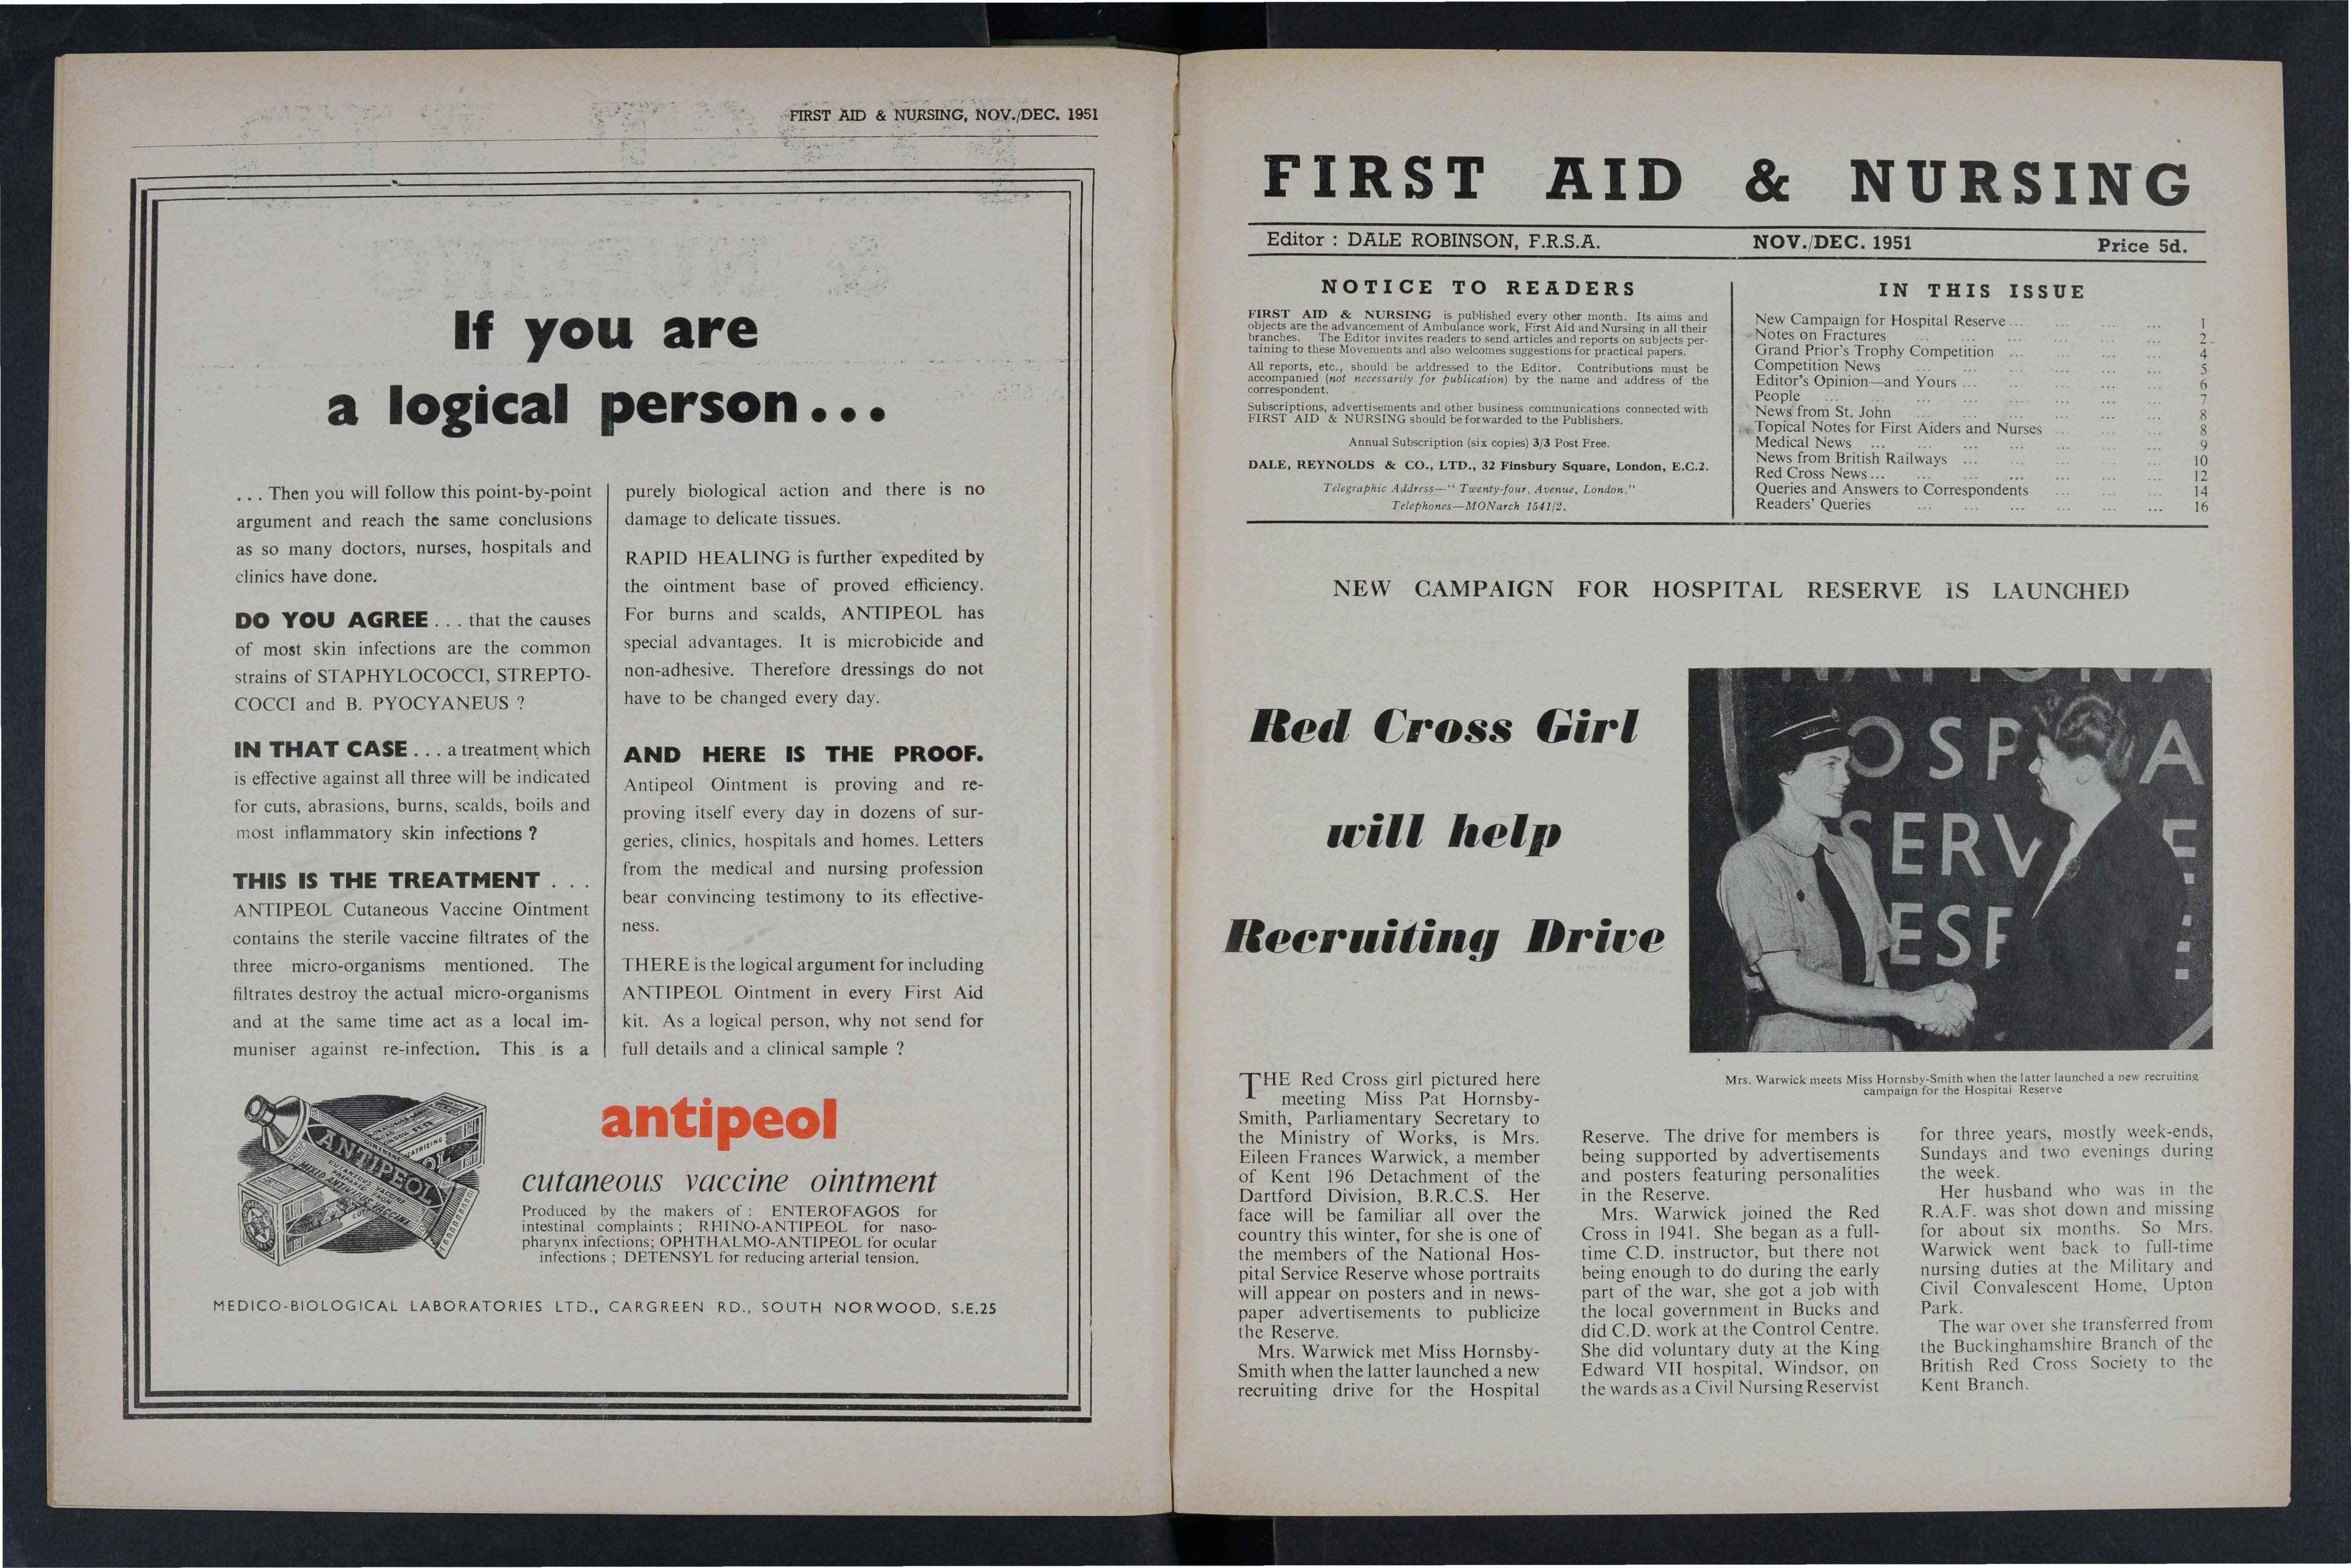 FIRST AID & NURSING, NOV./DEC. 1951
If you are
a logical person...
... Then you will follow this point-by-point
argument and reach the same conclusions
as so many doctors, nurses, hospitals and
clinics have done.
DO YOU AGREE ... that the causes
of most skin infections are the common
strains of STAPHYLOCOCCI, STREPTO-
COCCI and B. PYOCYANEUS ?
IN THAT CASE ... a treatment which
is effective against all three will be indicated
for cuts, abrasions, burns, scalds, boils and
most inflammatory skin infections ?
THIS IS THE TREATMENT ...
ANTIPEOL Cutaneous Vaccine Ointment
contains the sterile vaccine filtrates of the
three micro-organisms mentioned. The
filtrates destroy the actual micro-organisms
and at the same time act as a local im-
muniser against re-infection. This is a
purely biological action and there is no
damage to delicate tissues.
RAPID HEALING is further expedited by
the ointment base of proved efficiency.
For burns and scalds, ANTIPEOL has
special advantages. It is microbicide and
non-adhesive. Therefore dressings do not
have to be changed every day.
AND HERE IS THE PROOF.
Antipeol Ointment is proving and re-
proving itself every day in dozens of sur-
geries, clinics, hospitals and homes. Letters
from the medical and nursing profession
bear convincing testimony to its effective-
ness.
THERE is the logical argument for including
ANTIPEOL Ointment in every First Aid
kit. As a logical person, why not send for
full details and a clinical sample ?
ANTIPEOL
CUTANEOUS VACCINE
antipeol
cutaneous vaccine ointment
Produced by the makers of : ENTEROFAGOS for
intestinal complaints ; RHINO-ANTIPEOL for naso-
pharynx infections; OPHTHALMO-ANTIPEOL for ocular
infections ; DETENSYL for reducing arterial tension.
MEDICO-BIOLOGICAL LABORATORIES LTD., CARGREEN RD., SOUTH NORWOOD, S.E.25
FIRST AID & NURSING
Editor : DALE ROBINSON, F.R.S.A. NOV./DEC. 1951 Price 5d.
NOTICE TO READERS
FIRST AID & NURSING is published every other month. Its aims and
objects are the advancement of Ambulance work, First Aid and Nursing in all their
branches. The Editor invites readers to send articles and reports on subjects per-
taining to these Movements and also welcomes suggestions for practical papers.
All reports, etc., should be addressed to the Editor. Contributions must be
accompanied (not necessarily for publication) by the name and address of the
correspondent.
Subscriptions, advertisements and other business communications connected with
FIRST AID & NURSING should be forwarded to the Publishers.
Annual Subscription (six copies) 3/3 Post Free.
DALE, REYNOLDS & CO., LTD., 32 Finsbury Square, London, E.C.2.
Telegraphic Address—"Twenty-four, Avenue, London."
Telephones—MONarch 1541/2.
IN THIS ISSUE
New Campaign for Hospital Reserve ... ... ... ... 1
Notes on Fractures ... ... ... ... ... ... 2
Grand Prior's Trophy Competition ... ... ... ... 4
Competition News ... ... ... ... ... ... 5
Editor's Opinion—and Yours ... ... ... ... ... 6
People ... ... ... ... ... ... ... ... 7
News from St. John ... ... ... ... ... ... 8
Topical Notes for First Aiders and Nurses ... ... ... 8
Medical News ... ... ... ... ... ... ... 9
News from British Railways ... ... ... ... ... 10
Red Cross News ... ... ... ... ... ... ... 12
Queries and Answers to Correspondents ... ... ... 14
Readers' Queries ... ... ... ... ... ... 16
NEW CAMPAIGN FOR HOSPITAL RESERVE IS LAUNCHED
Red Cross Girl
will help
Recruiting Drive
NATIONA
OSP A
SERV E
ESE
Mrs. Warwick meets Miss Hornsby-Smith when the latter launched a new recruiting
campaign for the Hospital Reserve
THE Red Cross girl pictured here
meeting Miss Pat Hornsby-
Smith, Parliamentary Secretary to
the Ministry of Works, is Mrs.
Eileen Frances Warwick, a member
of Kent 196 Detachment of the
Dartford Division, B.R.C.S. Her
face will be familiar all over the
country this winter, for she is one of
the members of the National Hos-
pital Service Reserve whose portraits
will appear on posters and in news-
paper advertisements to publicize
the Reserve.
Mrs. Warwick met Miss Hornsby-
Smith when the latter launched a new
recruiting drive for the Hospital
Reserve. The drive for members is
being supported by advertisements
and posters featuring personalities
in the Reserve.
Mrs. Warwick joined the Red
Cross in 1941. She began as a full-
time C.D. instructor, but there not
being enough to do during the early
part of the war, she got a job with
the local government in Bucks and
did C.D. work at the Control Centre.
She did voluntary duty at the King
Edward VII hospital, Windsor, on
the wards as a Civil Nursing Reservist
for three years, mostly week-ends,
Sundays and two evenings during
the week.
Her husband who was in the
R.A.F. was shot down and missing
for about six months. So Mrs.
Warwick went back to full-time
nursing duties at the Military and
Civil Convalescent Home, Upton
Park.
The war over she transferred from
the Buckinghamshire Branch of the
British Red Cross Society to the
Kent Branch.